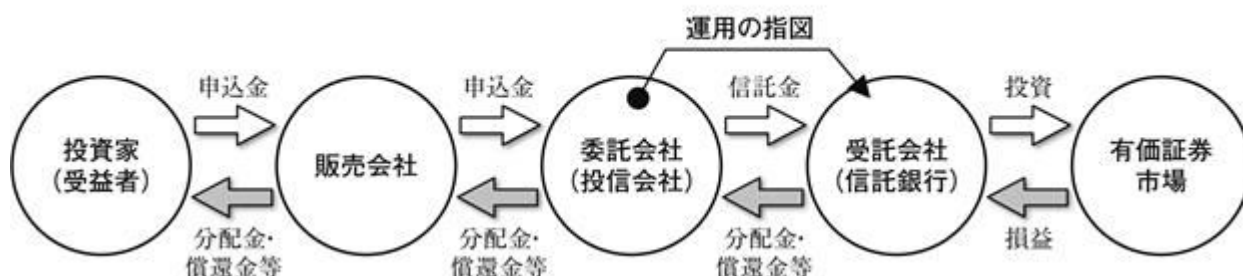 運用の指図
申込金
申込金
信託金
投資
投資家
(受益者)
販売会社
委託会社
(投信会社)
受託会社
(信託銀行)
有価証券
市場
分配金・
償還金等
分配金・
償還金等
分配金・
償還金等
損益